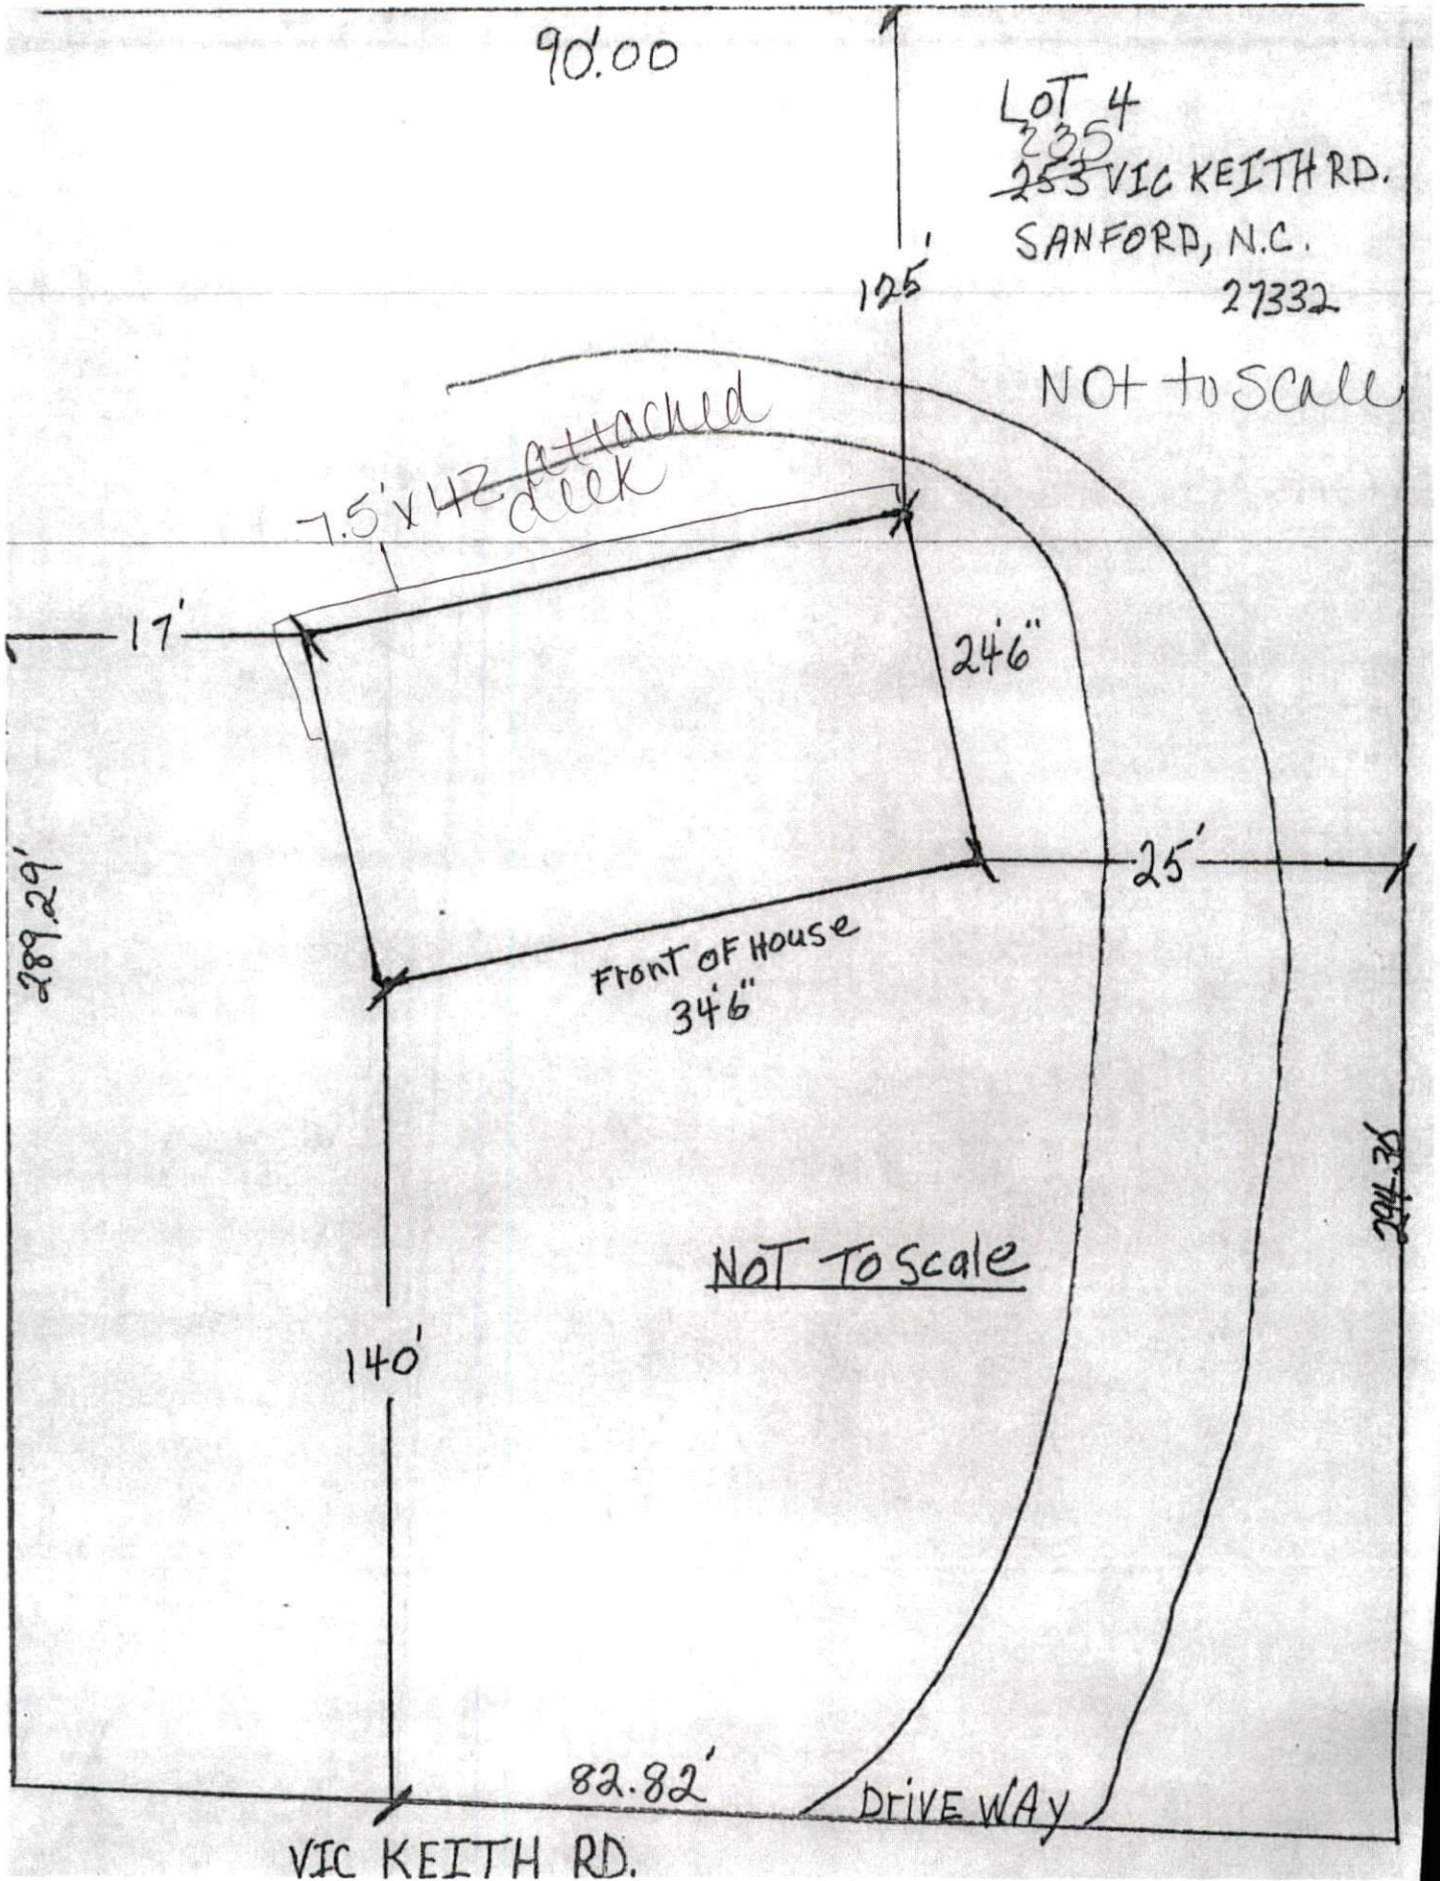 90'.00
LOT 4
235
253 VIC KEITH RD.
SANFORD, N.C.
27332
125'
NOt to Scale
7.5' x 42 attached
deck
17'
24'6"
25'
289.29'
Front OF House
34'6"
294.36
NOT TO Scale
140'
82.82'
DriVE WAy
VIC KEITH RD.